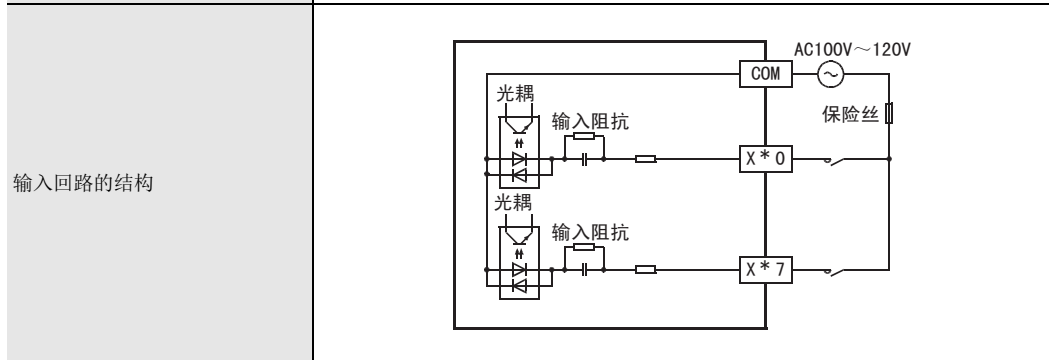 输入回路的结构
AC100V～120V
COM
光耦
保险丝
输入阻抗
X*0
光耦
输入阻抗
X*7